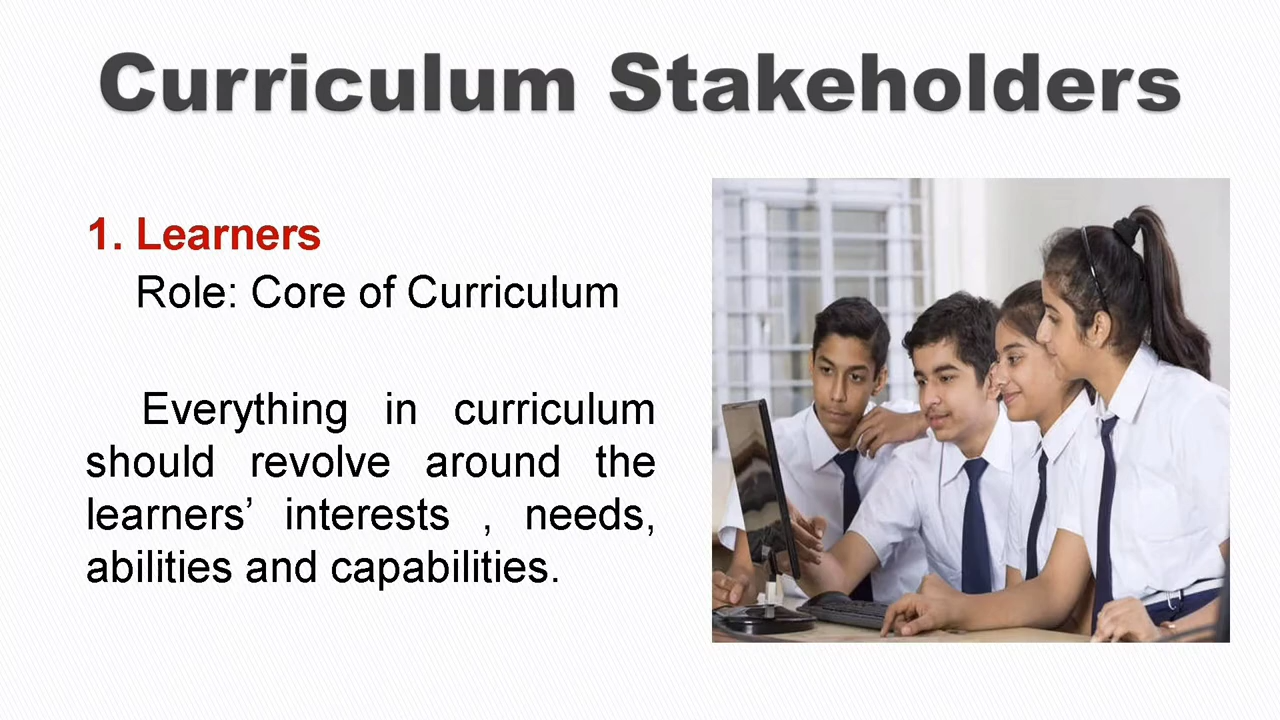 Curriculum Stakeholders
1. Learners
Role: Core of Curriculum
Everything in curriculum
should revolve around the
learners’ interests , needs,
abilities and capabilities.